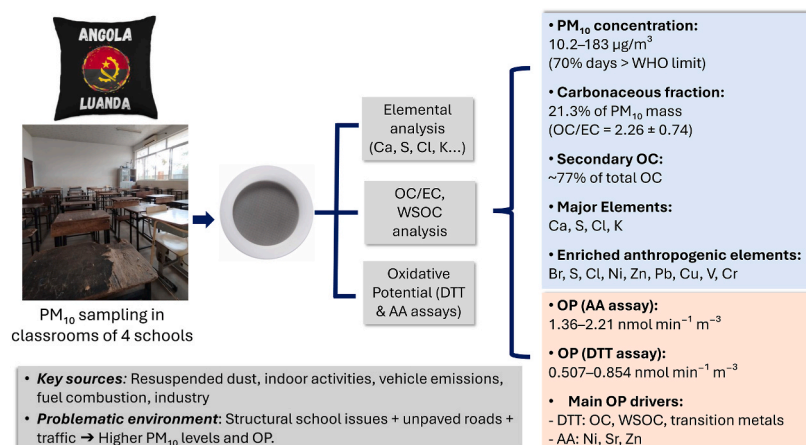 ANGOLA
LUANDA
PM₁₀ sampling in
classrooms of 4 schools
Elemental
analysis
(Ca, S, Cl, K...)
OC/EC,
WSOC
analysis
Oxidative
Potential (DTT
& AA assays)
• PM₁₀ concentration:
10.2–183 µg/m³
(70% days > WHO limit)
• Carbonaceous fraction:
21.3% of PM₁₀ mass
(OC/EC = 2.26 ± 0.74)
• Secondary OC:
~77% of total OC
• Major Elements:
Ca, S, Cl, K
• Enriched anthropogenic elements:
Br, S, Cl, Ni, Zn, Pb, Cu, V, Cr
• OP (AA assay):
1.36–2.21 nmol min⁻¹ m⁻³
• OP (DTT assay):
0.507–0.854 nmol min⁻¹ m⁻³
• Main OP drivers:
- DTT: OC, WSOC, transition metals
- AA: Ni, Sr, Zn
• Key sources: Resuspended dust, indoor activities, vehicle emissions,
fuel combustion, industry
• Problematic environment: Structural school issues + unpaved roads +
traffic ➔ Higher PM₁₀ levels and OP.